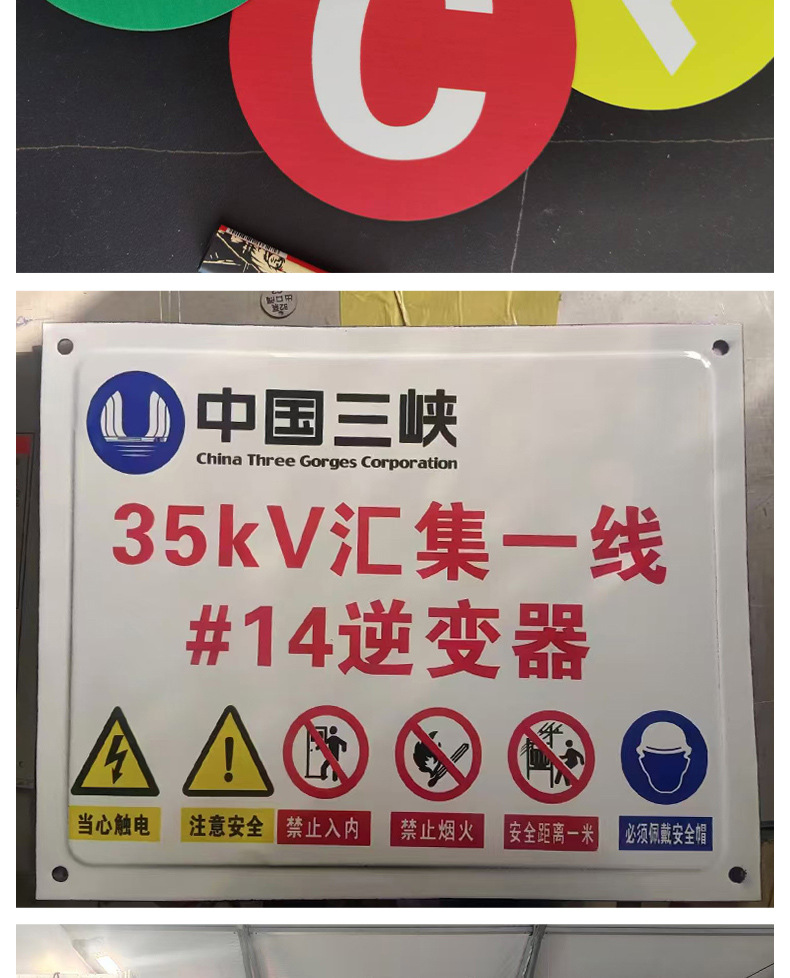 C
中国三峡
China Three Gorges Corporation
35kV汇集一线
#14逆变器
当心触电
注意安全
禁止入内
禁止烟火
安全距离一米
必须佩戴安全帽